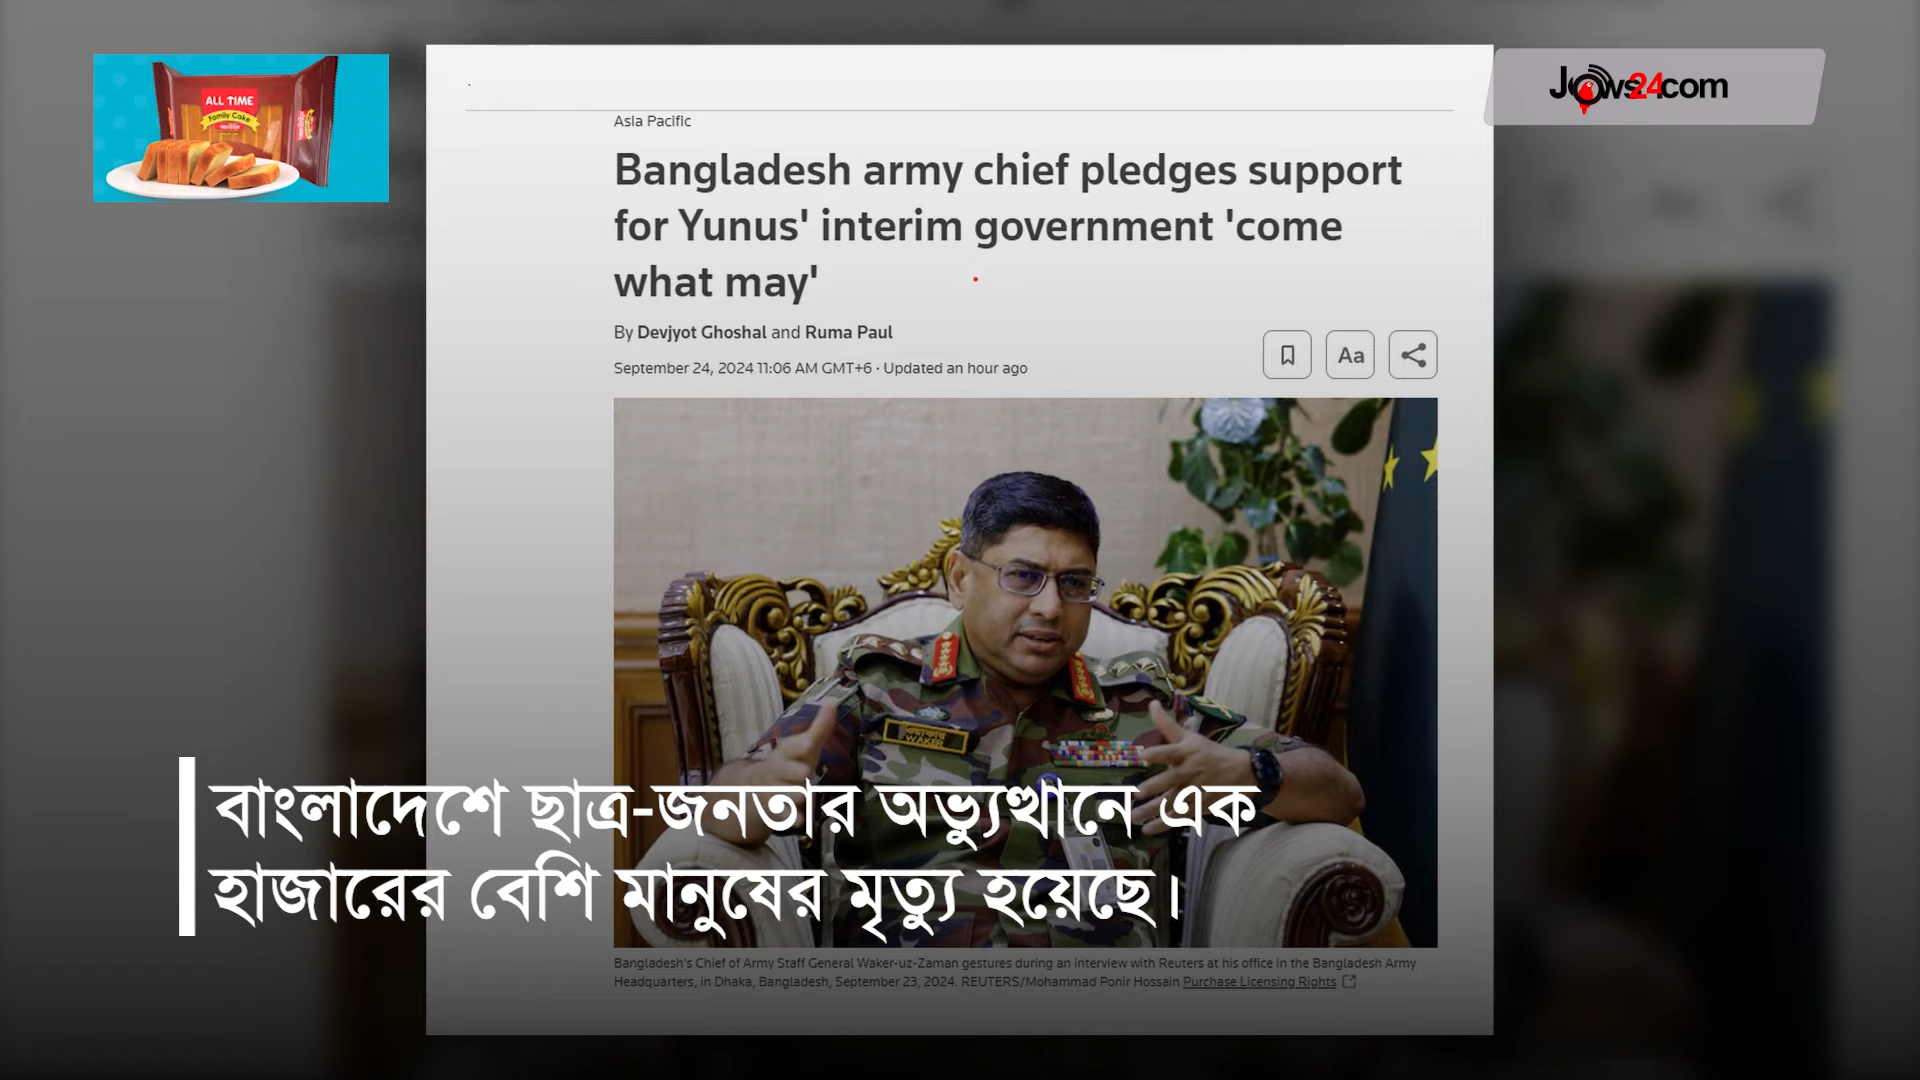 ALL TIME
Family Cake
Jows24com
Asia Pacific
Bangladesh army chief pledges support
for Yunus' interim government 'come
what may'
By Devjyot Ghoshal and Ruma Paul
September 24, 2024 11:06 AM GMT+6 · Updated an hour ago
Aa
WAKER
বাংলাদেশে ছাত্র-জনতার অভ্যুত্থানে এক
হাজারের বেশি মানুষের মৃত্যু হয়েছে।
Bangladesh's Chief of Army Staff General Waker-uz-Zaman gestures during an interview with Reuters at his office in the Bangladesh Army
Headquarters, in Dhaka, Bangladesh, September 23, 2024. REUTERS/Mohammad Ponir Hossain Purchase Licensing Rights